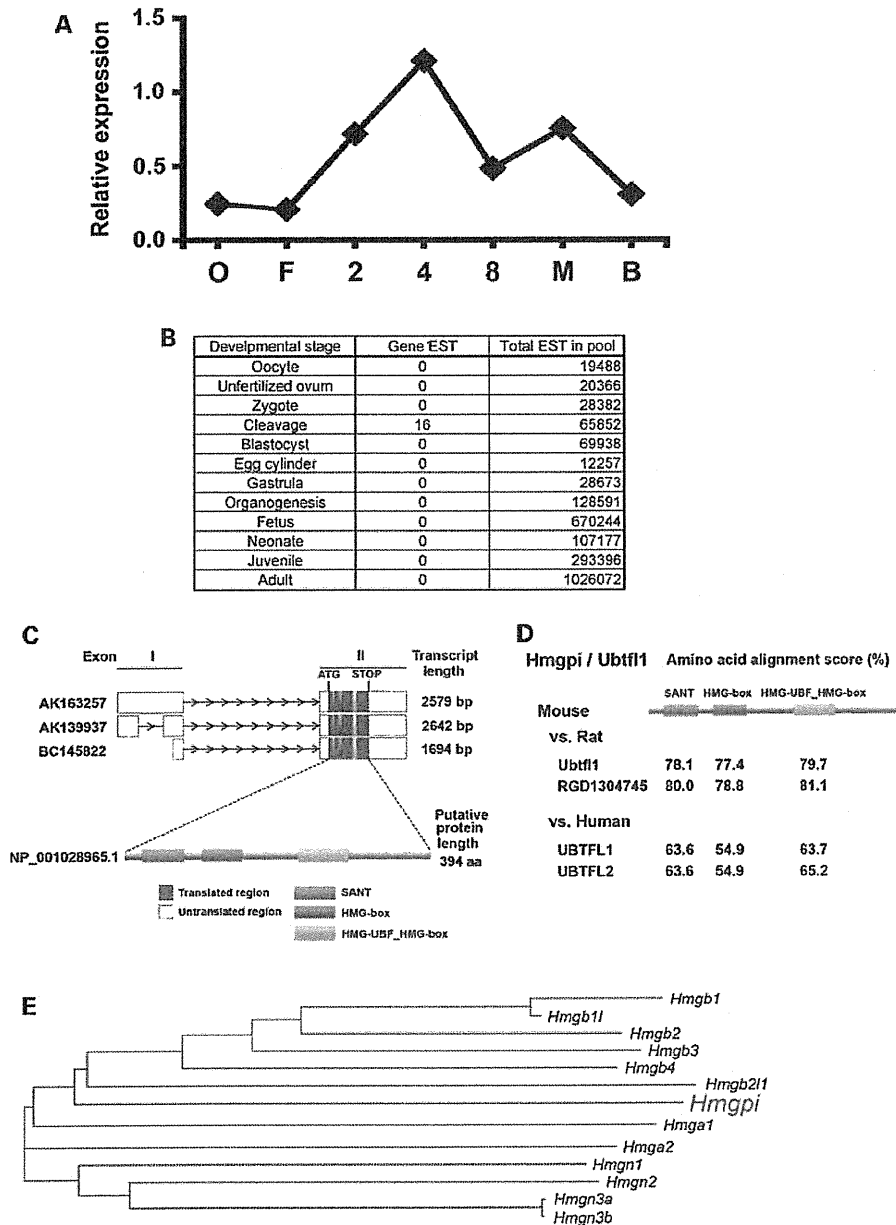 A
Relative expression
1.5
1.0
0.5
0.0
O F 2 4 8 M B
B
Develpmental stage Gene EST Total EST in pool
Oocyte 0 19488
Unfertilized ovum 0 20366
Zygote 0 28382
Cleavage 16 65852
Blastocyst 0 69938
Egg cylinder 0 12257
Gastrula 0 28673
Organogenesis 0 128591
Fetus 0 670244
Neonate 0 107177
Juvenile 0 293396
Adult 0 1026072
C
Exon I II Transcript length
ATG STOP
AK163257 2579 bp
AK139937 2642 bp
BC145822 1694 bp
Putative protein length
NP_001028965.1 394 aa
Translated region
Untranslated region
SANT
HMG-box
HMG-UBF_HMG-box
D
Hmgpi / Ubtfl1 Amino acid alignment score (%)
SANT HMG-box HMG-UBF_HMG-box
Mouse
vs. Rat
Ubtfl1 78.1 77.4 79.7
RGD1304745 80.0 78.8 81.1
vs. Human
UBTFL1 63.6 54.9 63.7
UBTFL2 63.6 54.9 65.2
E
Hmgb1
Hmgb1l
Hmgb2
Hmgb3
Hmgb4
Hmgb2l1
Hmgpi
Hmga1
Hmga2
Hmgn1
Hmgn2
Hmgn3a
Hmgn3b